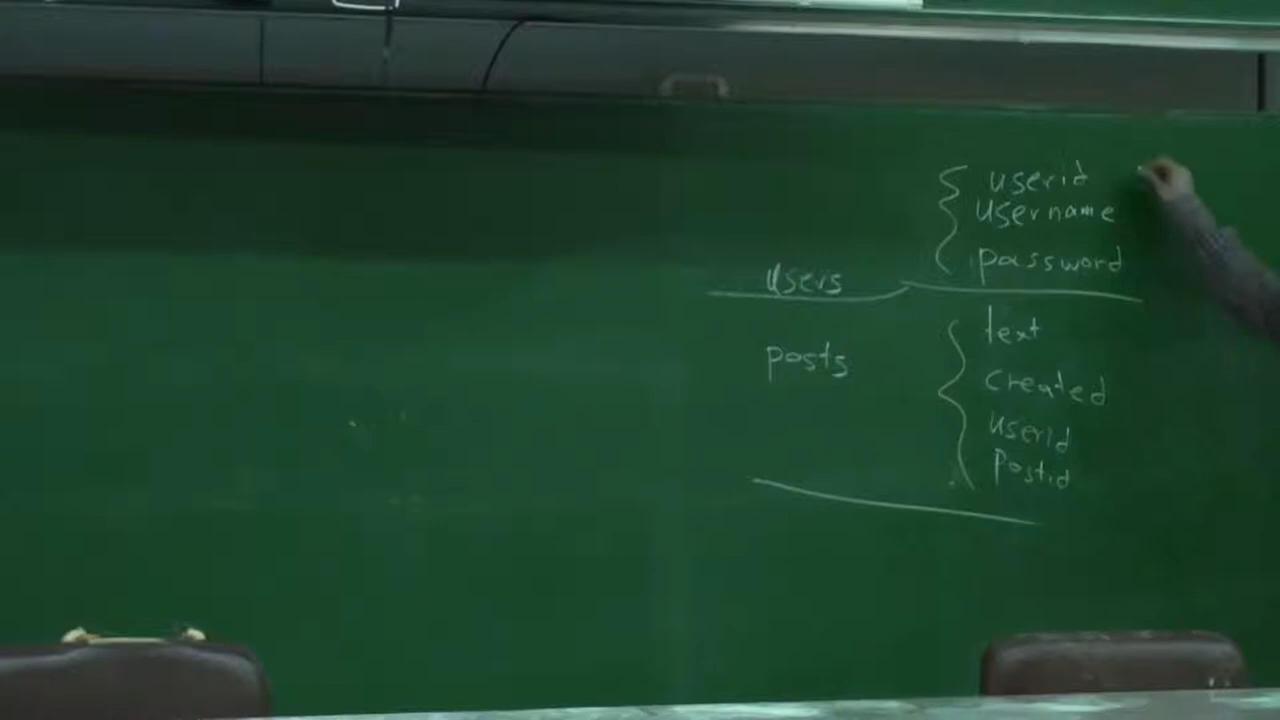 userid
username
password
users
text
posts
created
userid
postid